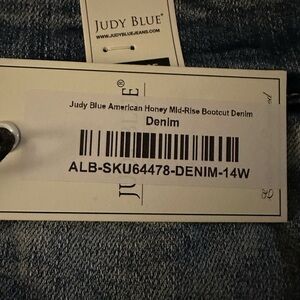 JUDY BLUE®
WWW.JUDYBLUEJEANS.COM
Judy Blue American Honey Mid-Rise Bootcut Denim
Denim
ALB-SKU64478-DENIM-14W